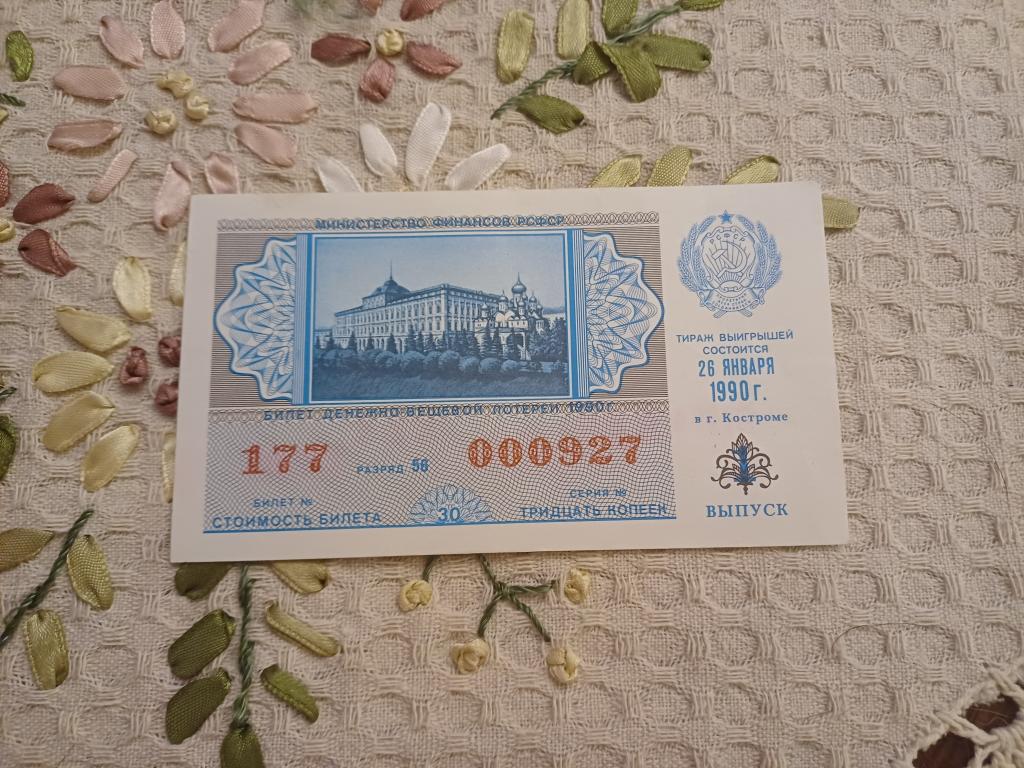 МИНИСТЕРСТВО ФИНАНСОВ РСФСР
БИЛЕТ ДЕНЕЖНО ВЕЩЕВОЙ ЛОТЕРЕИ 1990 г.
177 РАЗРЯД 56 000927
БИЛЕТ № СЕРИЯ №
СТОИМОСТЬ БИЛЕТА 30 ТРИДЦАТЬ КОПЕЕК
РСФСР
ТИРАЖ ВЫИГРЫШЕЙ
СОСТОИТСЯ
26 ЯНВАРЯ
1990 г.
в г. Костроме
ВЫПУСК